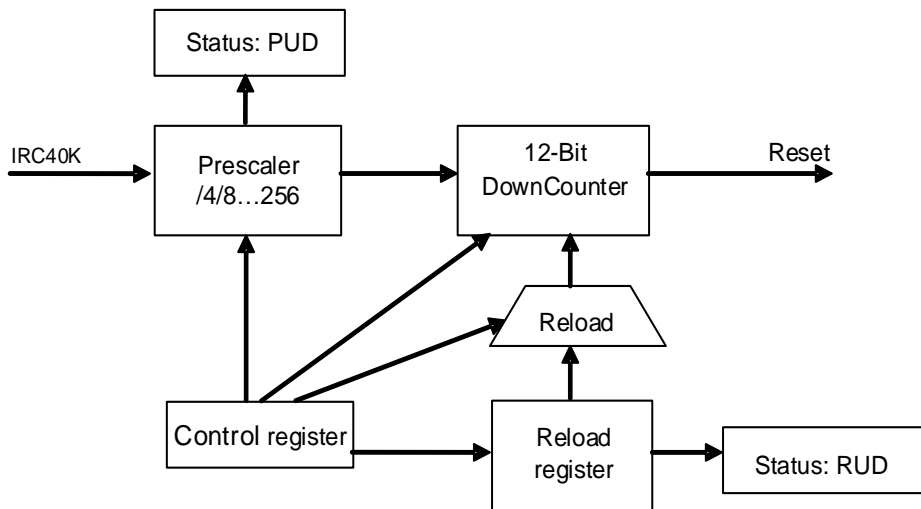 Status: PUD
IRC40K
Prescaler
/4/8...256
12-Bit
DownCounter
Reset
Reload
Control register
Reload
register
Status: RUD